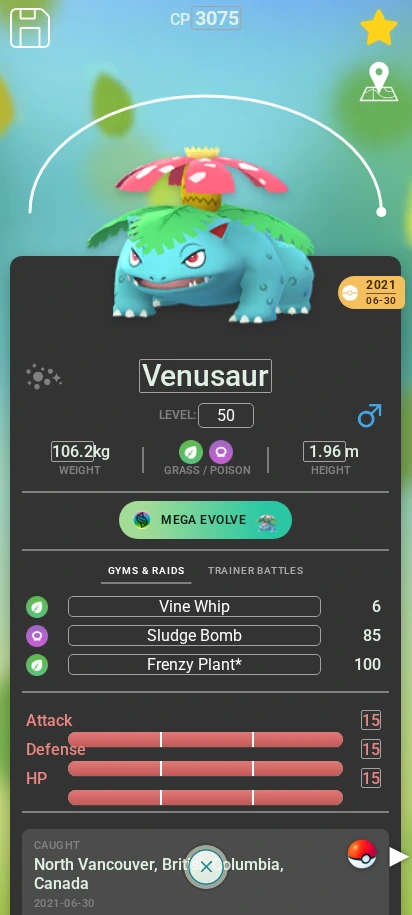 CP 3075
2021
06-30
Venusaur
LEVEL: 50
106.2kg
WEIGHT
GRASS / POISON
1.96 m
HEIGHT
MEGA EVOLVE
GYMS & RAIDS TRAINER BATTLES
Vine Whip 6
Sludge Bomb 85
Frenzy Plant* 100
Attack 15
Defense 15
HP 15
CAUGHT
North Vancouver,
Canada
2021-06-30